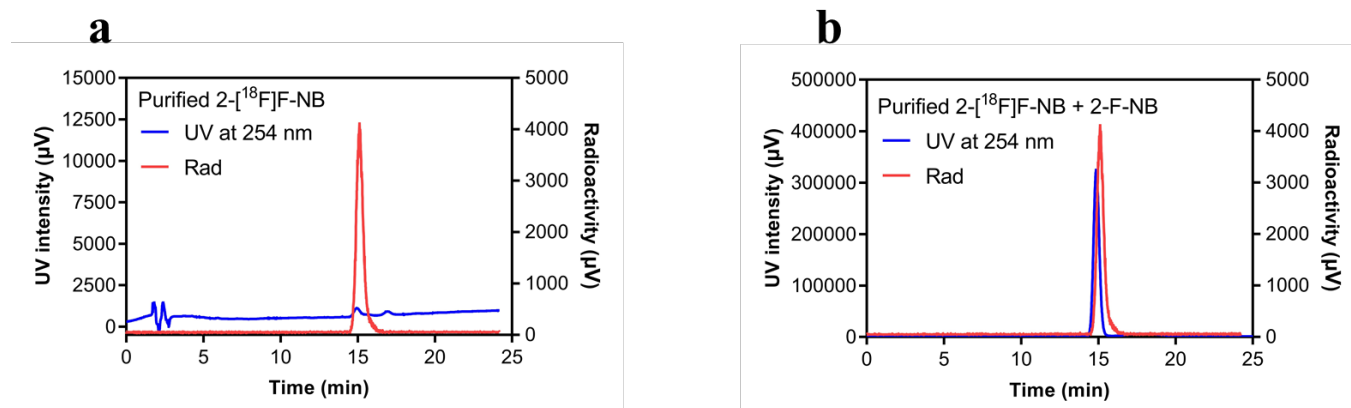 a
15000
12500
10000
7500
5000
2500
0
UV intensity (µV)
Purified 2-[¹⁸F]F-NB
UV at 254 nm
Rad
5000
4000
3000
2000
1000
0
Radioactivity (µV)
0 5 10 15 20 25
Time (min)
b
500000
400000
300000
200000
100000
0
UV intensity (µV)
Purified 2-[¹⁸F]F-NB + 2-F-NB
UV at 254 nm
Rad
5000
4000
3000
2000
1000
0
Radioactivity (µV)
0 5 10 15 20 25
Time (min)